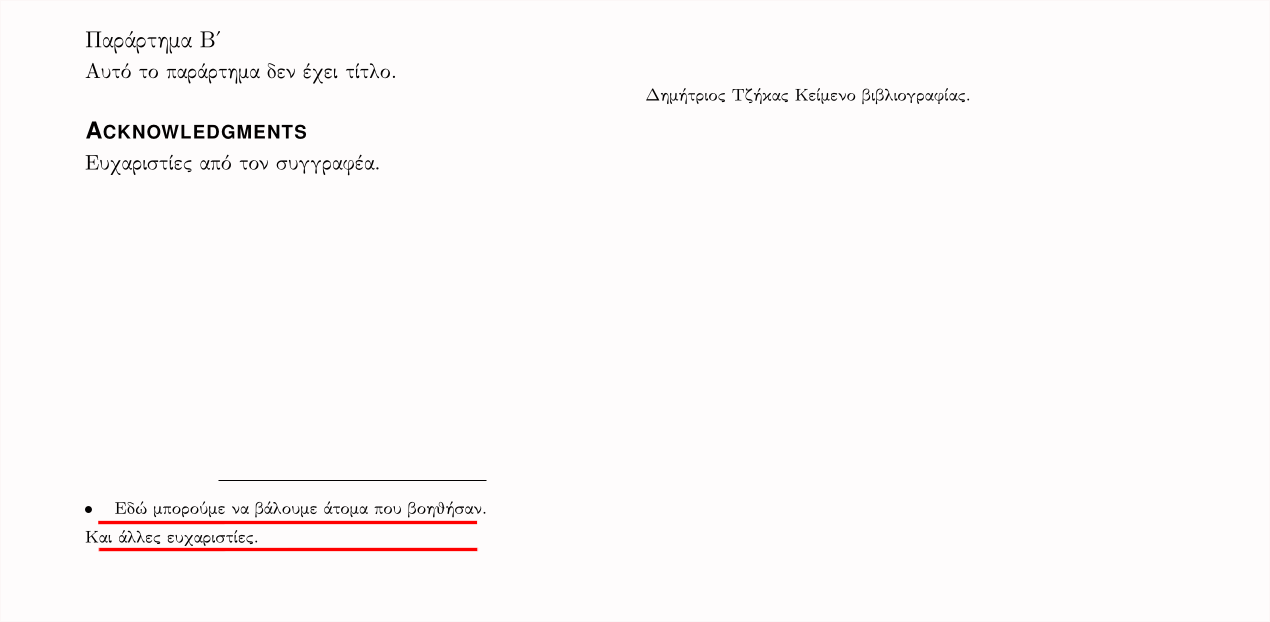 Παράρτημα Β΄
Αυτό το παράρτημα δεν έχει τίτλο.
ACKNOWLEDGMENTS
Ευχαριστίες από τον συγγραφέα.
• Εδώ μπορούμε να βάλουμε άτομα που βοηθήσαν.
Και άλλες ευχαριστίες.
Δημήτριος Τζήκας Κείμενο βιβλιογραφίας.